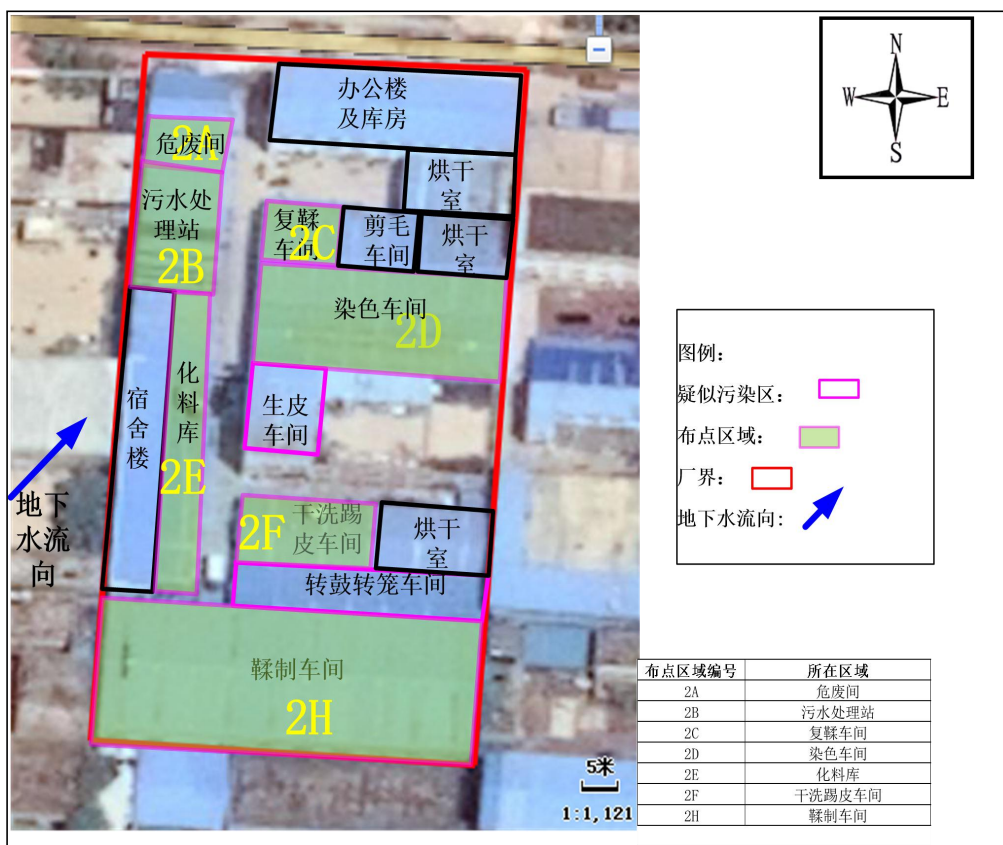 办公楼
及库房
N
W
E
S
危废间
2A
烘干
室
污水处
理站
2B
复鞣
车间
2C
剪毛
车间
烘干
室
染色车间
2D
图例：
疑似污染区：
布点区域：
厂界：
地下水流向：
化
料
库
2E
宿
舍
楼
生皮
车间
地下
水流
向
2F
干洗踢
皮车间
烘干
室
转鼓转笼车间
鞣制车间
2H
5米
1:1,121
布点区域编号 所在区域
2A 危废间
2B 污水处理站
2C 复鞣车间
2D 染色车间
2E 化料库
2F 干洗踢皮车间
2H 鞣制车间